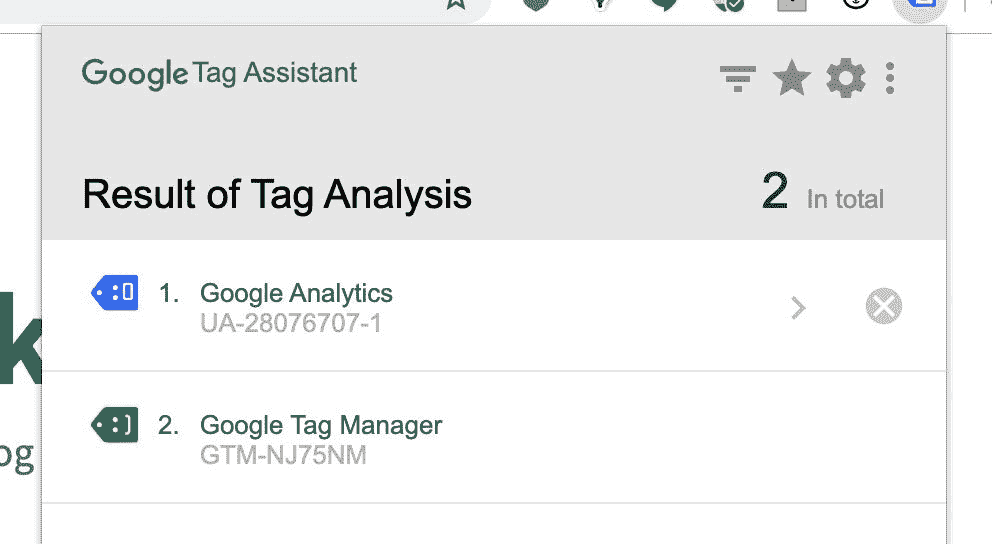 Google Tag Assistant
Result of Tag Analysis
2 In total
1. Google Analytics
UA-28076707-1
2. Google Tag Manager
GTM-NJ75NM
k
og